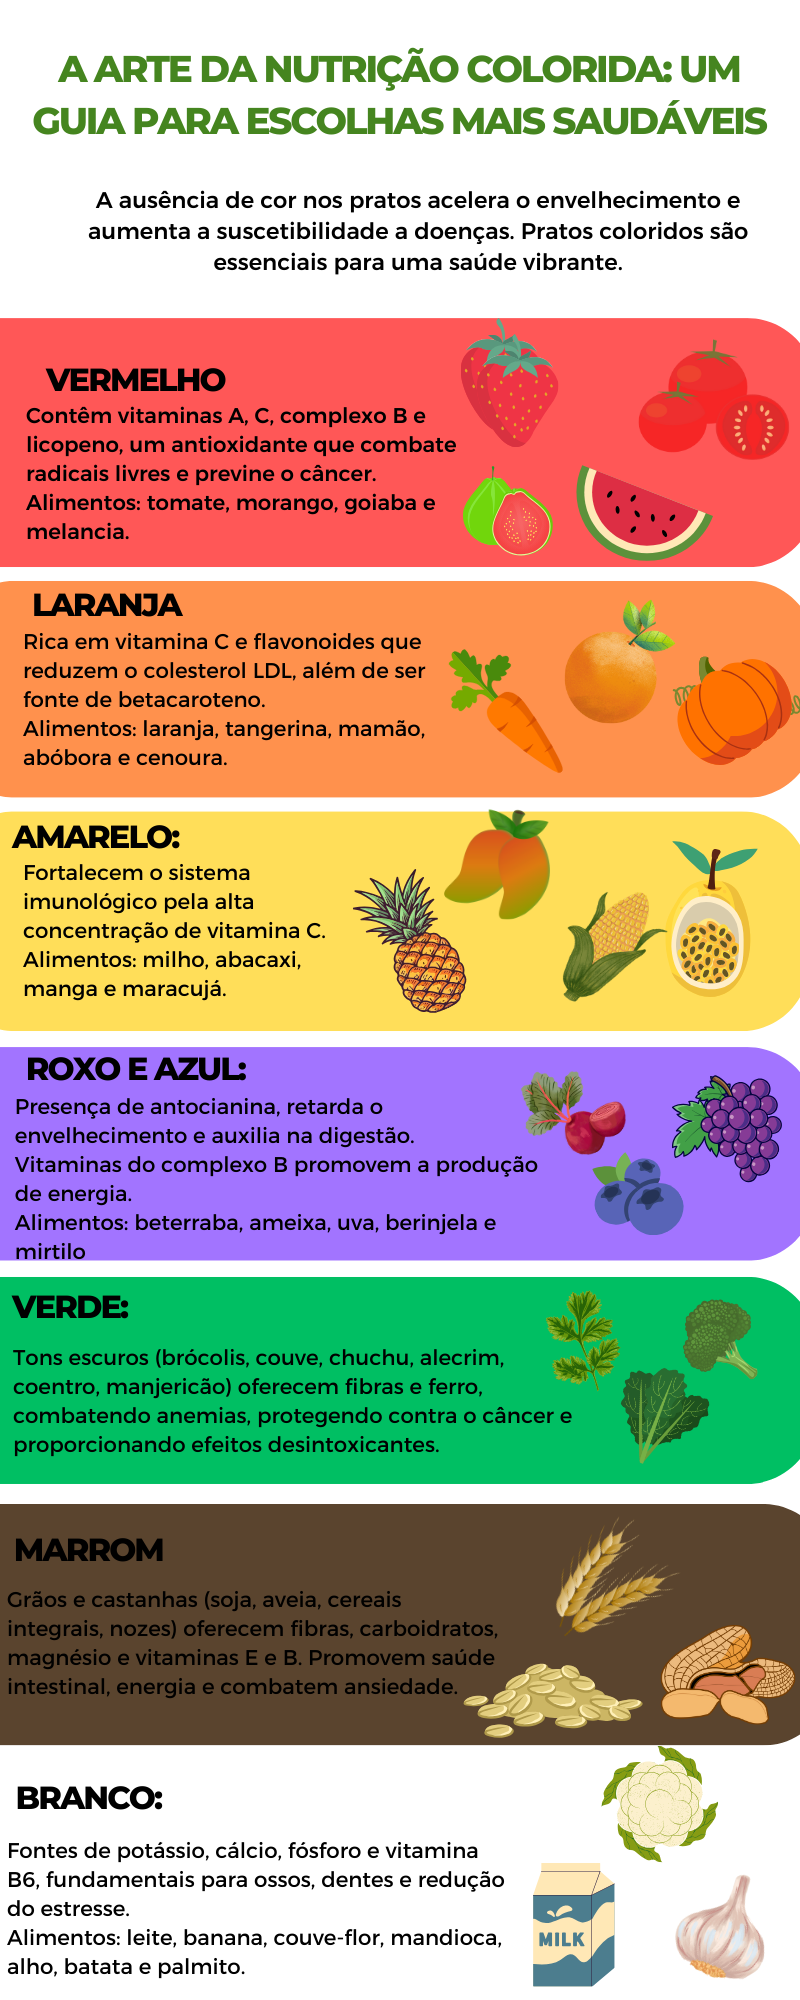 A ARTE DA NUTRIÇÃO COLORIDA: UM
GUIA PARA ESCOLHAS MAIS SAUDÁVEIS
A ausência de cor nos pratos acelera o envelhecimento e
aumenta a suscetibilidade a doenças. Pratos coloridos são
essenciais para uma saúde vibrante.
VERMELHO
Contêm vitaminas A, C, complexo B e
licopeno, um antioxidante que combate
radicais livres e previne o câncer.
Alimentos: tomate, morango, goiaba e
melancia.
LARANJA
Rica em vitamina C e flavonoides que
reduzem o colesterol LDL, além de ser
fonte de betacaroteno.
Alimentos: laranja, tangerina, mamão,
abóbora e cenoura.
AMARELO:
Fortalecem o sistema
imunológico pela alta
concentração de vitamina C.
Alimentos: milho, abacaxi,
manga e maracujá.
ROXO E AZUL:
Presença de antocianina, retarda o
envelhecimento e auxilia na digestão.
Vitaminas do complexo B promovem a produção
de energia.
Alimentos: beterraba, ameixa, uva, berinjela e
mirtilo
VERDE:
Tons escuros (brócolis, couve, chuchu, alecrim,
coentro, manjericão) oferecem fibras e ferro,
combatendo anemias, protegendo contra o câncer e
proporcionando efeitos desintoxicantes.
MARROM
Grãos e castanhas (soja, aveia, cereais
integrais, nozes) oferecem fibras, carboidratos,
magnésio e vitaminas E e B. Promovem saúde
intestinal, energia e combatem ansiedade.
BRANCO:
Fontes de potássio, cálcio, fósforo e vitamina
B6, fundamentais para ossos, dentes e redução
do estresse.
Alimentos: leite, banana, couve-flor, mandioca,
alho, batata e palmito.
MILK